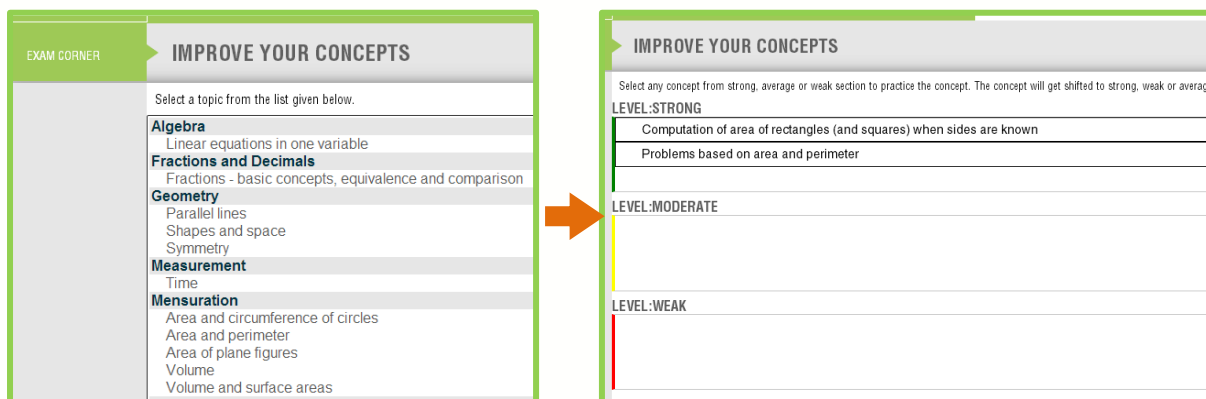 EXAM CORNER
IMPROVE YOUR CONCEPTS
Select a topic from the list given below.
Algebra
Linear equations in one variable
Fractions and Decimals
Fractions - basic concepts, equivalence and comparison
Geometry
Parallel lines
Shapes and space
Symmetry
Measurement
Time
Mensuration
Area and circumference of circles
Area and perimeter
Area of plane figures
Volume
Volume and surface areas
IMPROVE YOUR CONCEPTS
Select any concept from strong, average or weak section to practice the concept. The concept will get shifted to strong, weak or averag
LEVEL:STRONG
Computation of area of rectangles (and squares) when sides are known
Problems based on area and perimeter
LEVEL:MODERATE
LEVEL:WEAK